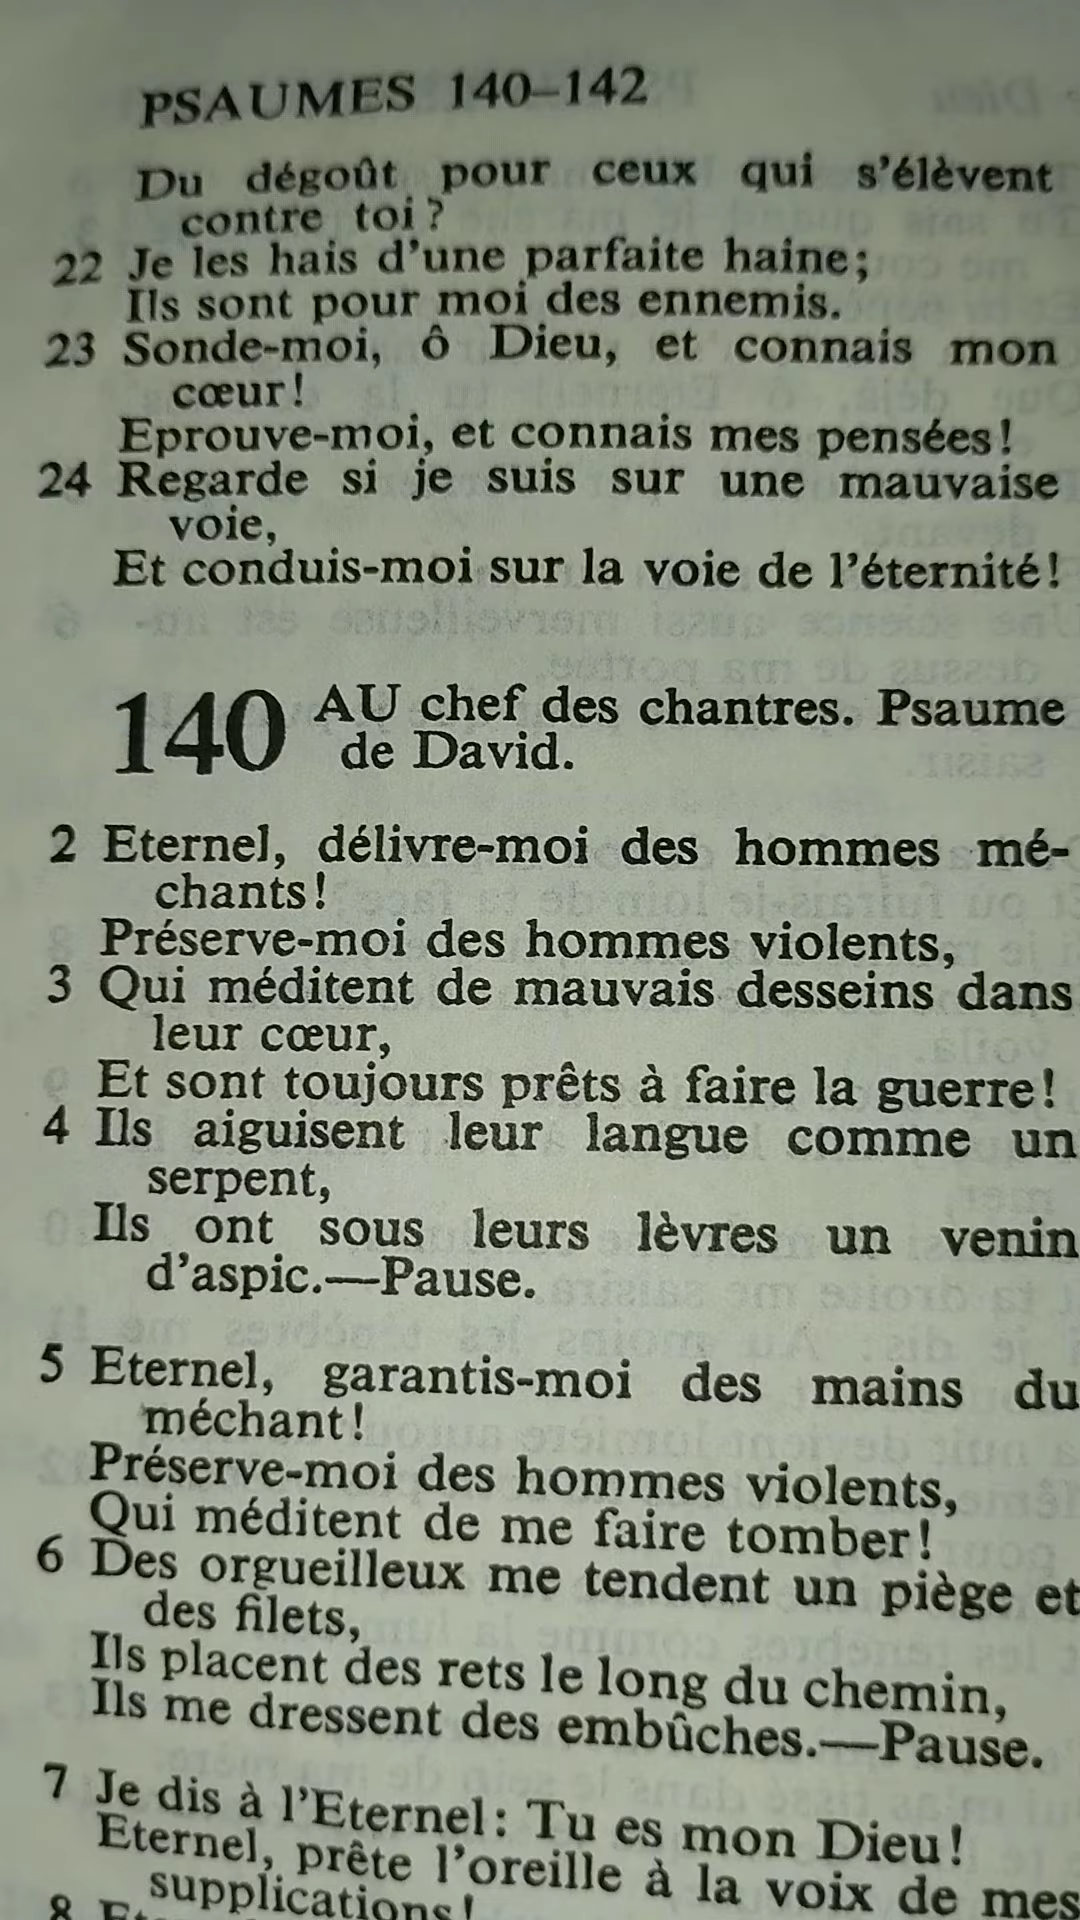 PSAUMES 140–142
Du dégoût pour ceux qui s'élèvent
contre toi?
22 Je les hais d'une parfaite haine;
Ils sont pour moi des ennemis.
23 Sonde-moi, ô Dieu, et connais mon
cœur!
Eprouve-moi, et connais mes pensées!
24 Regarde si je suis sur une mauvaise
voie,
Et conduis-moi sur la voie de l'éternité!
140 AU chef des chantres. Psaume
de David.
2 Eternel, délivre-moi des hommes mé-
chants!
Préserve-moi des hommes violents,
3 Qui méditent de mauvais desseins dans
leur cœur,
Et sont toujours prêts à faire la guerre!
4 Ils aiguisent leur langue comme un
serpent,
Ils ont sous leurs lèvres un venin
d'aspic.—Pause.
5 Eternel, garantis-moi des mains du
méchant!
Préserve-moi des hommes violents,
Qui méditent de me faire tomber!
6 Des orgueilleux me tendent un piège et
des filets,
Ils placent des rets le long du chemin,
Ils me dressent des embûches.—Pause.
7 Je dis à l'Eternel: Tu es mon Dieu!
Eternel, prête l'oreille à la voix de mes
supplications!
8